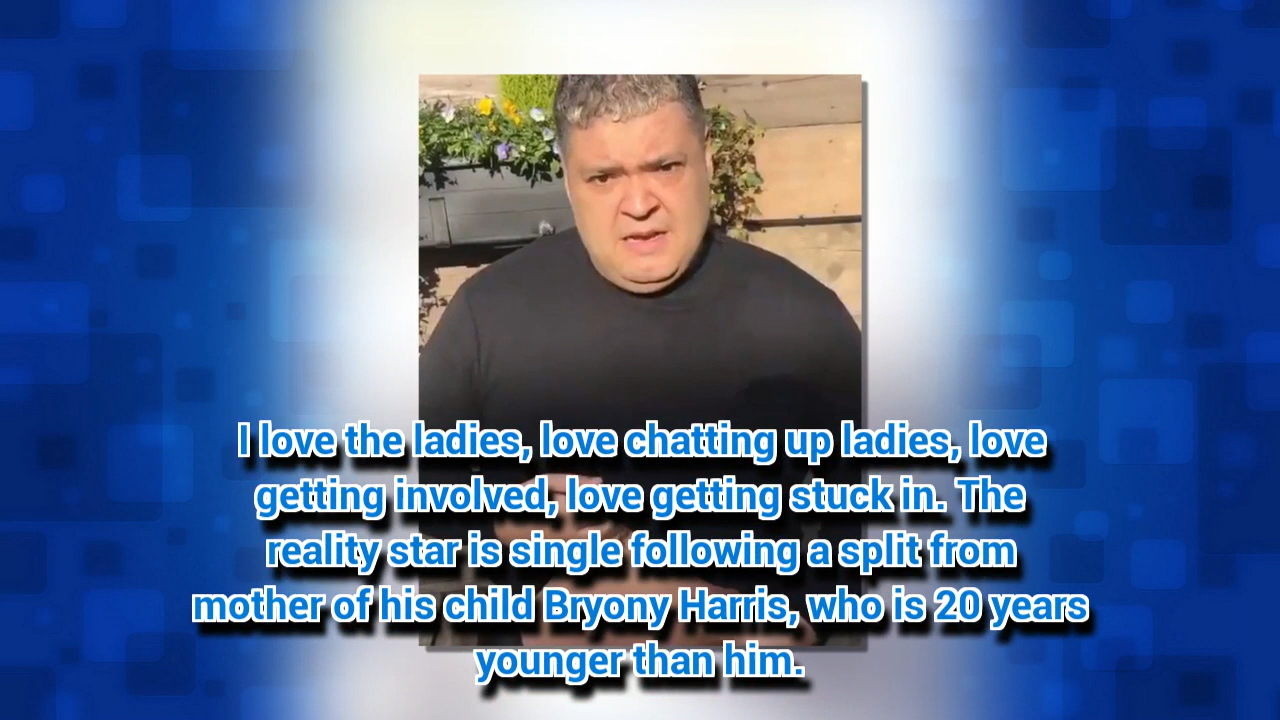 I love the ladies, love chatting up ladies, love
getting involved, love getting stuck in. The
reality star is single following a split from
mother of his child Bryony Harris, who is 20 years
younger than him.